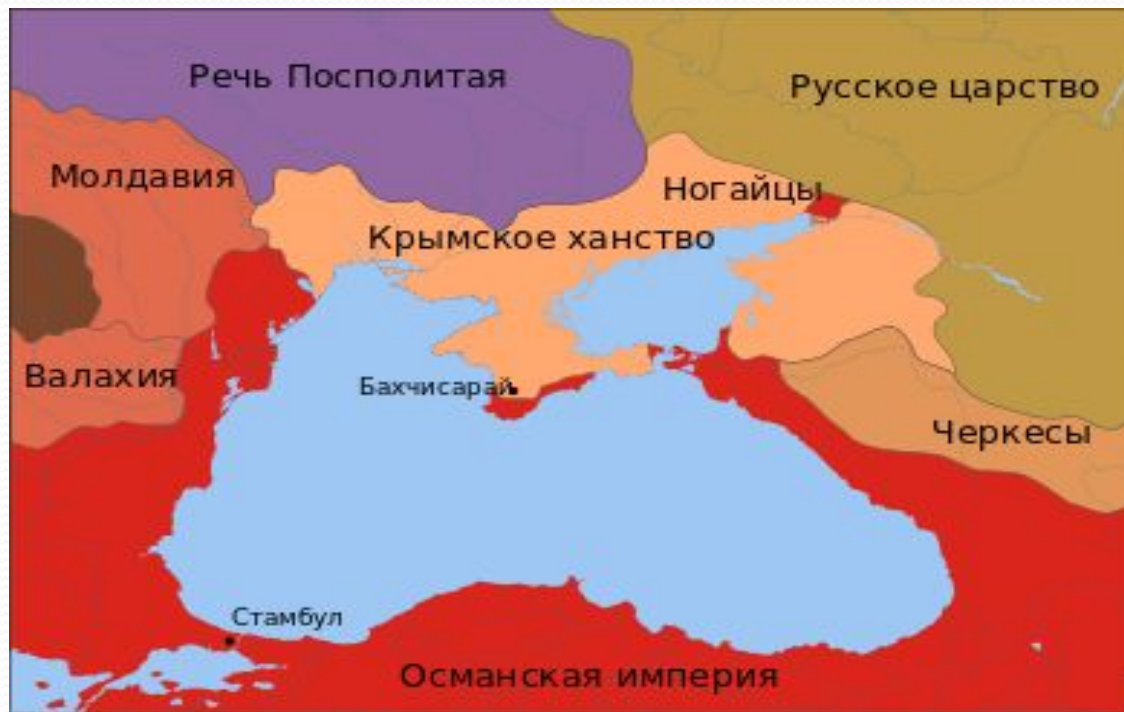 Речь Посполитая
Русское царство
Молдавия
Ногайцы
Крымское ханство
Валахия
Бахчисарай
Черкесы
Стамбул
Османская империя